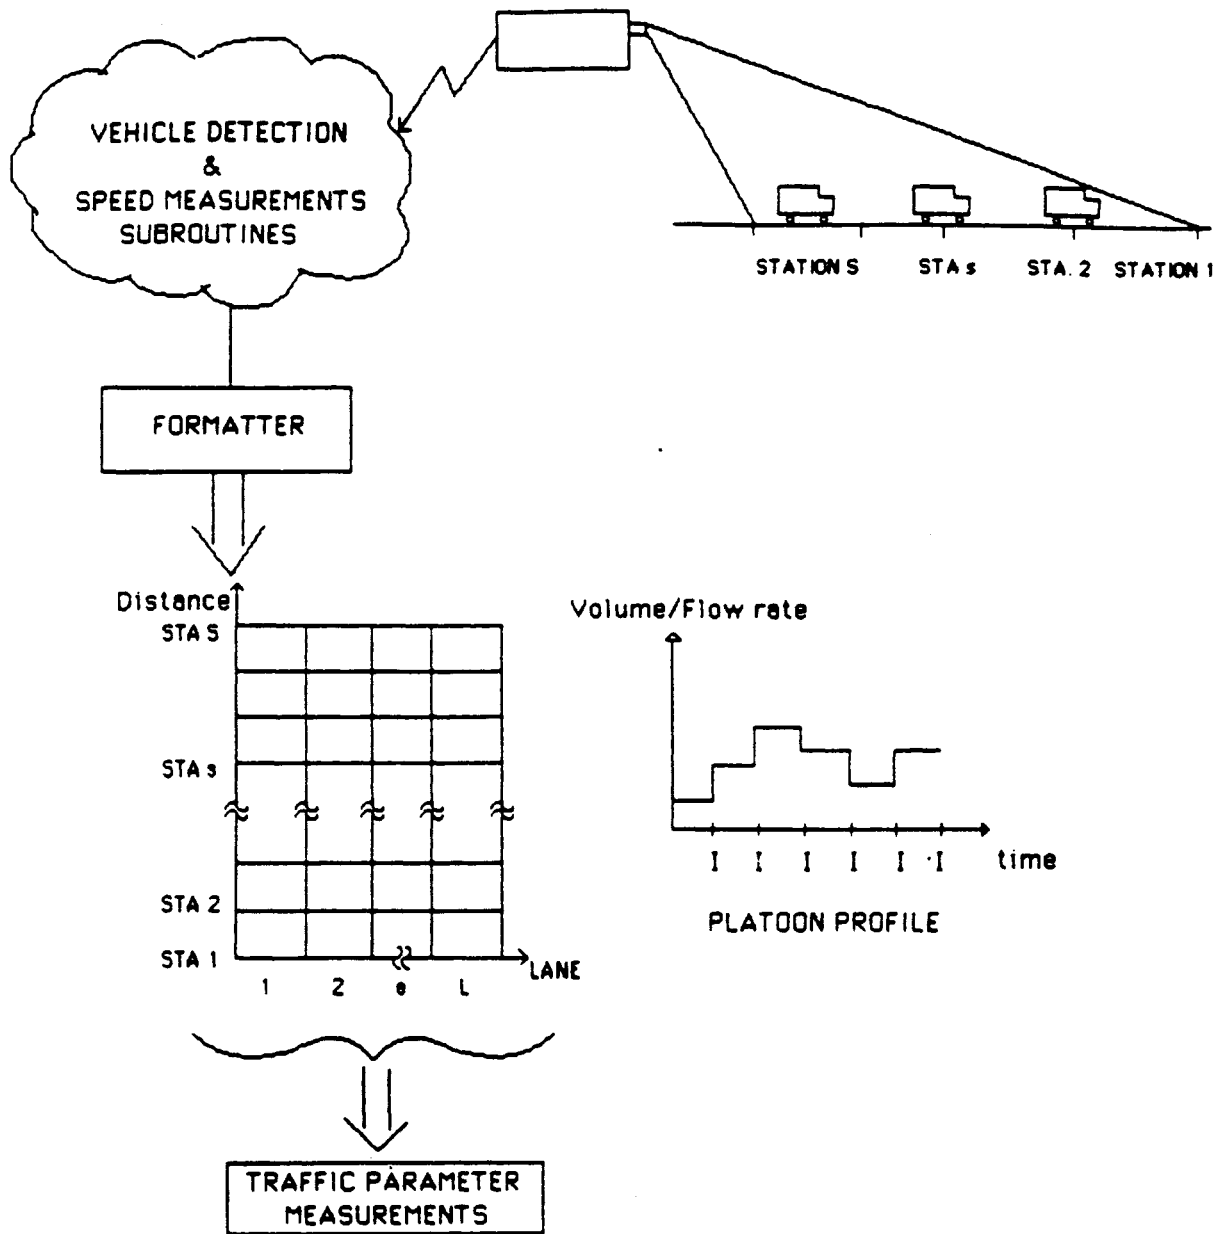 VEHICLE DETECTION
&
SPEED MEASUREMENTS
SUBROUTINES
STATION S STA s STA. 2 STATION 1
FORMATTER
Distance
STA S
STA s
STA 2
STA 1
1 2 e L LANE
Volume/Flow rate
I I I I I I time
PLATOON PROFILE
TRAFFIC PARAMETER
MEASUREMENTS